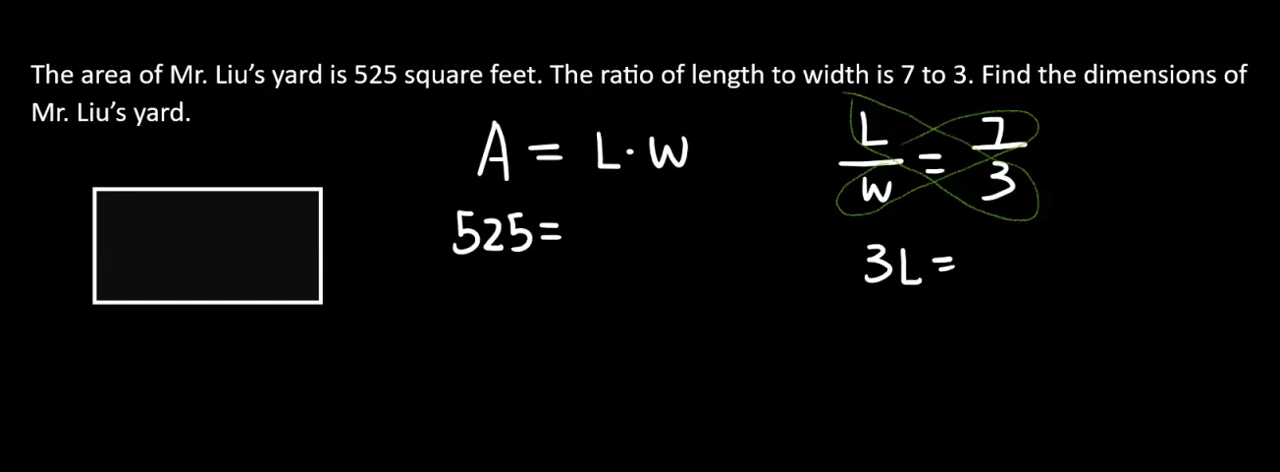 The area of Mr. Liu's yard is 525 square feet. The ratio of length to width is 7 to 3. Find the dimensions of
Mr. Liu's yard.
A = L · W
525 =
L/W = 7/3
3L =